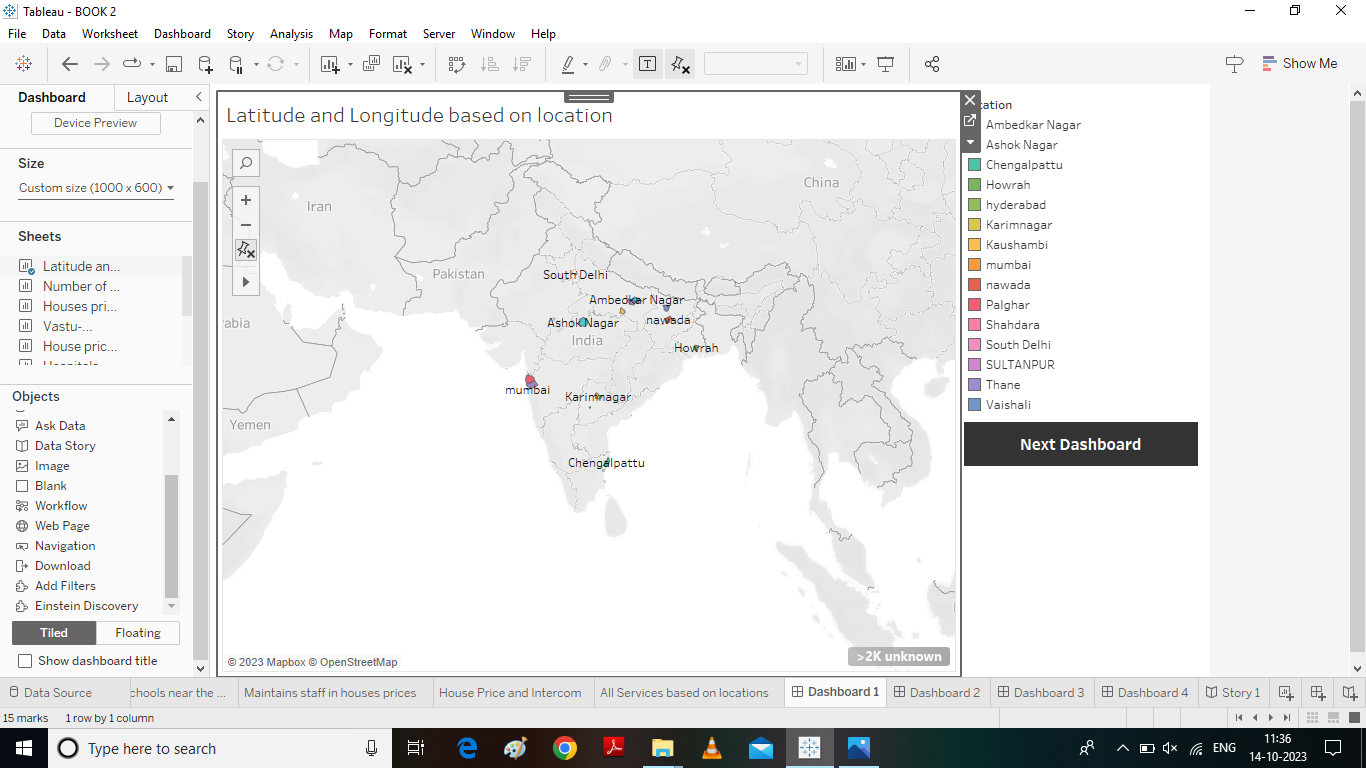 Tableau - BOOK 2
File Data Worksheet Dashboard Story Analysis Map Format Server Window Help
Show Me
Dashboard Layout
Device Preview
Size
Custom size (1000 x 600)
Sheets
Latitude an...
Number of ...
Houses pri...
Vastu-...
House pric...
Objects
Ask Data
Data Story
Image
Blank
Workflow
Web Page
Navigation
Download
Add Filters
Einstein Discovery
Tiled Floating
Show dashboard title
Latitude and Longitude based on location
China
Iran
Pakistan
South Delhi
Ambedkar Nagar
abia
Ashok Nagar
nawada
India
Howrah
mumbai
Karimnagar
Yemen
Chengalpattu
© 2023 Mapbox © OpenStreetMap
>2K unknown
tation
Ambedkar Nagar
Ashok Nagar
Chengalpattu
Howrah
hyderabad
Karimnagar
Kaushambi
mumbai
nawada
Palghar
Shahdara
South Delhi
SULTANPUR
Thane
Vaishali
Next Dashboard
Data Source chools near the ... Maintains staff in houses prices House Price and Intercom All Services based on locations Dashboard 1 Dashboard 2 Dashboard 3 Dashboard 4 Story 1
15 marks 1 row by 1 column
Type here to search
ENG
11:36
14-10-2023